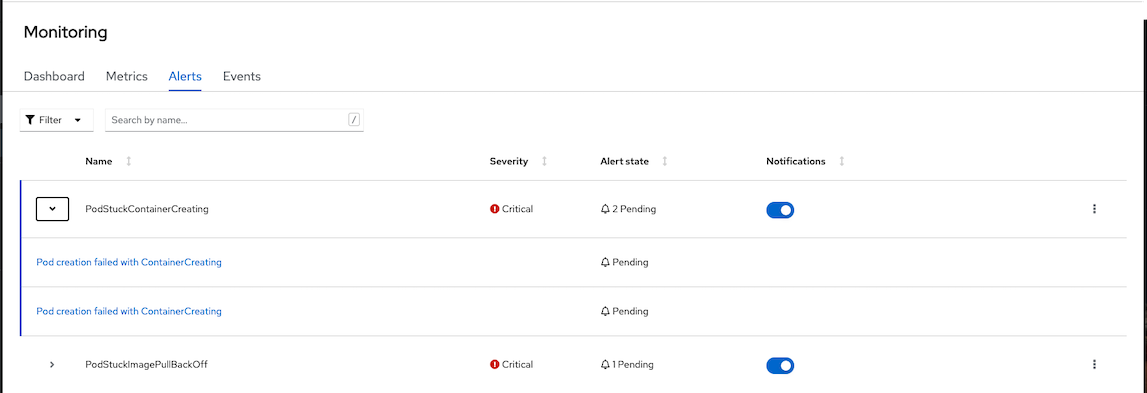 Monitoring
Dashboard Metrics Alerts Events
Filter Search by name... /
Name Severity Alert state Notifications
PodStuckContainerCreating Critical 2 Pending
Pod creation failed with ContainerCreating Pending
Pod creation failed with ContainerCreating Pending
PodStuckImagePullBackOff Critical 1 Pending